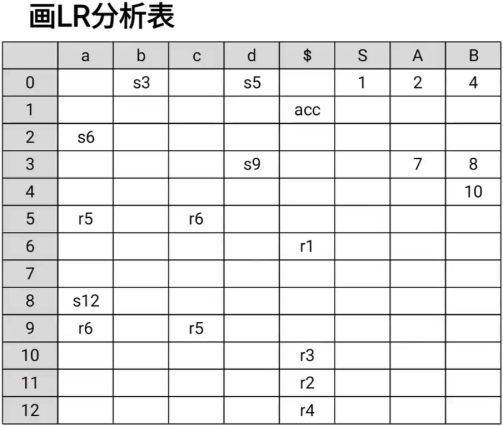 画LR分析表
a b c d $ S A B
0 s3 s5 1 2 4
1 acc
2 s6
3 s9 7 8
4 10
5 r5 r6
6 r1
7
8 s12
9 r6 r5
10 r3
11 r2
12 r4